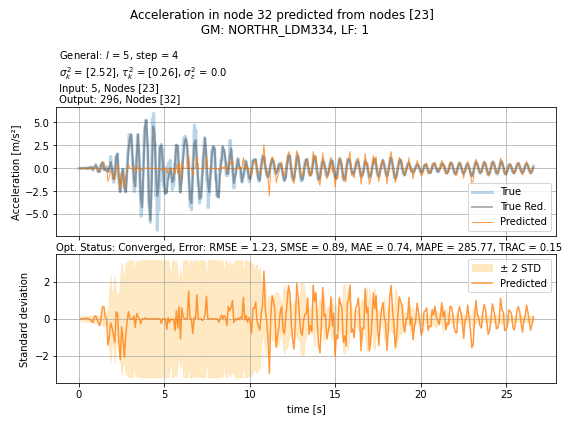 Acceleration in node 32 predicted from nodes [23]
GM: NORTHR_LDM334, LF: 1
General: l = 5, step = 4
σ_k² = [2.52], τ_k² = [0.26], σ_ε² = 0.0
Input: 5, Nodes [23]
Output: 296, Nodes [32]
Acceleration [m/s²]
5.0
2.5
0.0
−2.5
−5.0
True
True Red.
Predicted
Opt. Status: Converged, Error: RMSE = 1.23, SMSE = 0.89, MAE = 0.74, MAPE = 285.77, TRAC = 0.15
Standard deviation
2
0
−2
± 2 STD
Predicted
0
5
10
15
20
25
time [s]